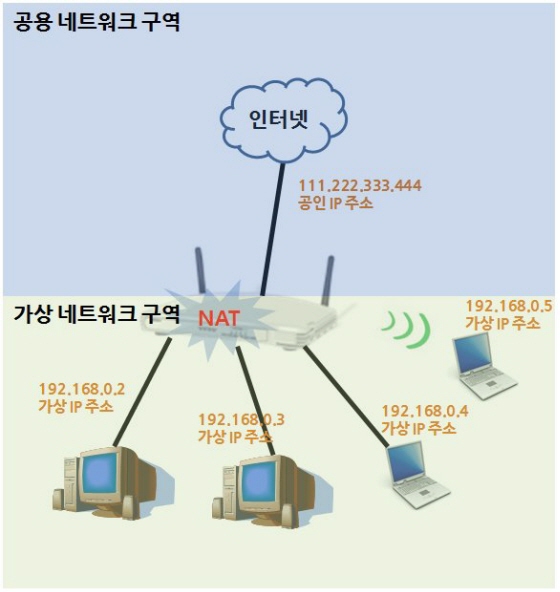 공용 네트워크 구역
인터넷
111.222.333.444
공인 IP 주소
가상 네트워크 구역
NAT
192.168.0.5
가상 IP 주소
192.168.0.2
가상 IP 주소
192.168.0.3
가상 IP 주소
192.168.0.4
가상 IP 주소